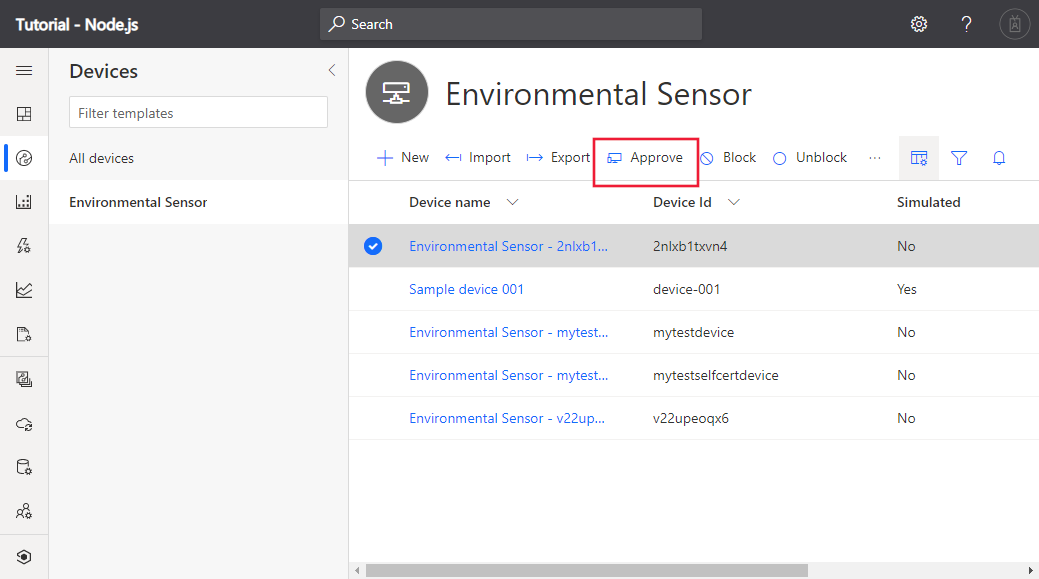 Tutorial - Node.js
Search
?
Devices
Filter templates
All devices
Environmental Sensor
Environmental Sensor
New Import Export Approve Block Unblock ...
Device name Device Id Simulated
Environmental Sensor - 2nlxb1... 2nlxb1txvn4 No
Sample device 001 device-001 Yes
Environmental Sensor - mytest... mytestdevice No
Environmental Sensor - mytest... mytestselfcertdevice No
Environmental Sensor - v22up... v22upeoqx6 No